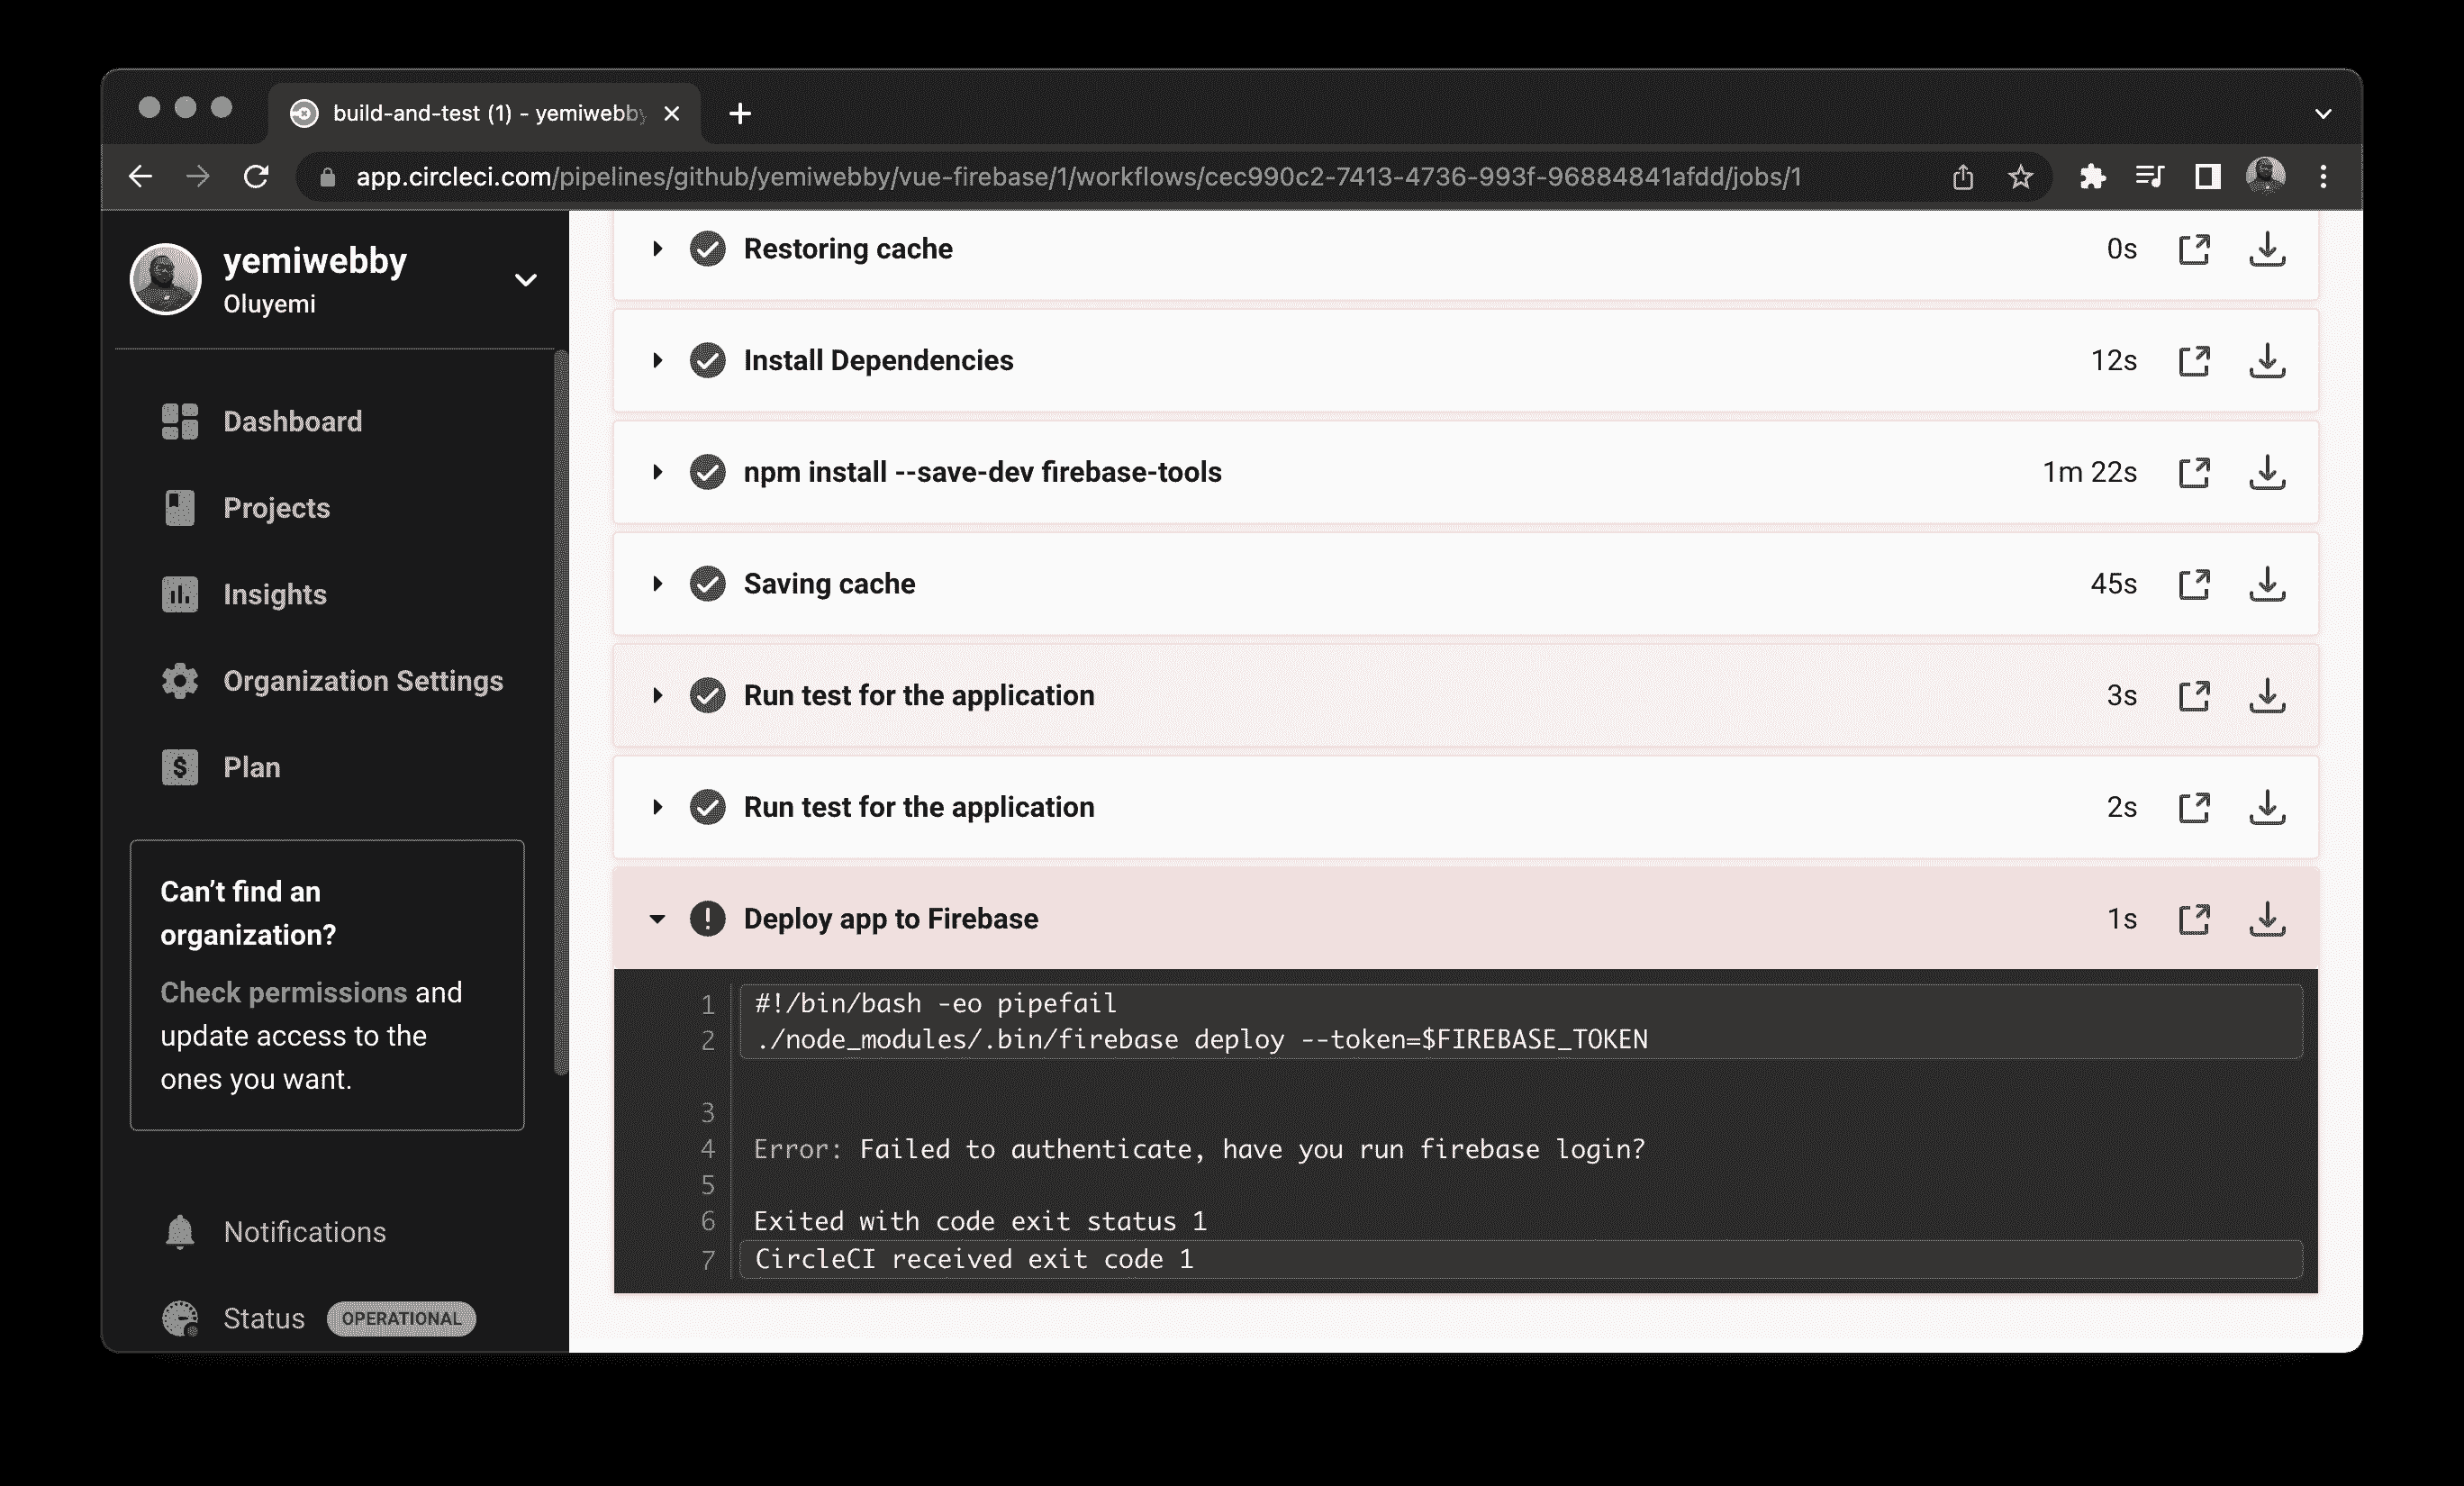 build-and-test (1) - yemiwebby
app.circleci.com/pipelines/github/yemiwebby/vue-firebase/1/workflows/cec990c2-7413-4736-993f-96884841afdd/jobs/1
yemiwebby
Oluyemi
Dashboard
Projects
Insights
Organization Settings
Plan
Can’t find an
organization?
Check permissions and
update access to the
ones you want.
Notifications
Status OPERATIONAL
Restoring cache 0s
Install Dependencies 12s
npm install --save-dev firebase-tools 1m 22s
Saving cache 45s
Run test for the application 3s
Run test for the application 2s
Deploy app to Firebase 1s
1 #!/bin/bash -eo pipefail
2 ./node_modules/.bin/firebase deploy --token=$FIREBASE_TOKEN
3
4 Error: Failed to authenticate, have you run firebase login?
5
6 Exited with code exit status 1
7 CircleCI received exit code 1